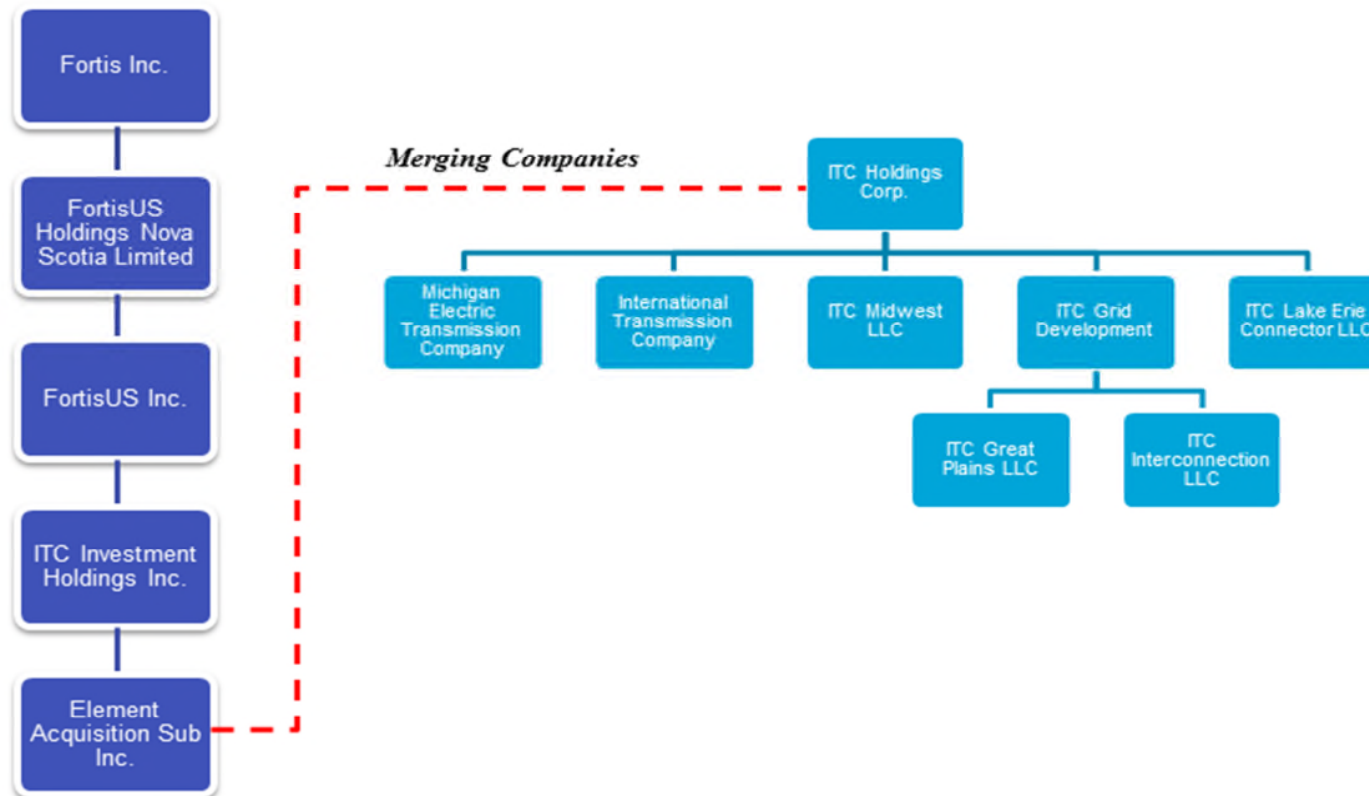 Fortis Inc.
FortisUS
Holdings Nova
Scotia Limited
FortisUS Inc.
ITC Investment
Holdings Inc.
Element
Acquisition Sub
Inc.
Merging Companies
ITC Holdings
Corp.
Michigan
Electric
Transmission
Company
International
Transmission
Company
ITC Midwest
LLC
ITC Grid
Development
ITC Lake Erie
Connector LLC
ITC Great
Plains LLC
ITC
Interconnection
LLC